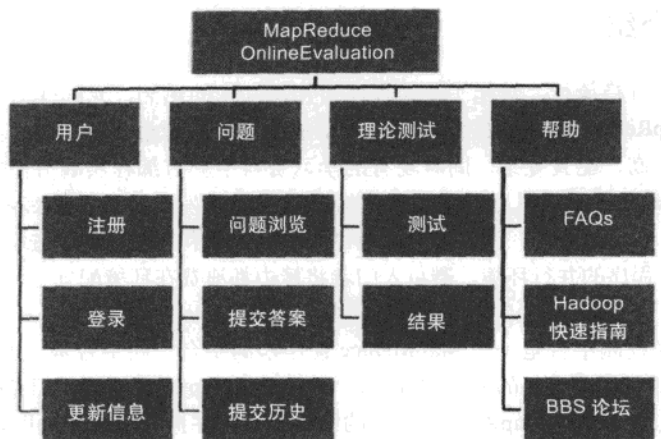 MapReduce
OnlineEvaluation
用户
问题
理论测试
帮助
注册
问题浏览
测试
FAQs
登录
提交答案
结果
Hadoop
快速指南
更新信息
提交历史
BBS 论坛